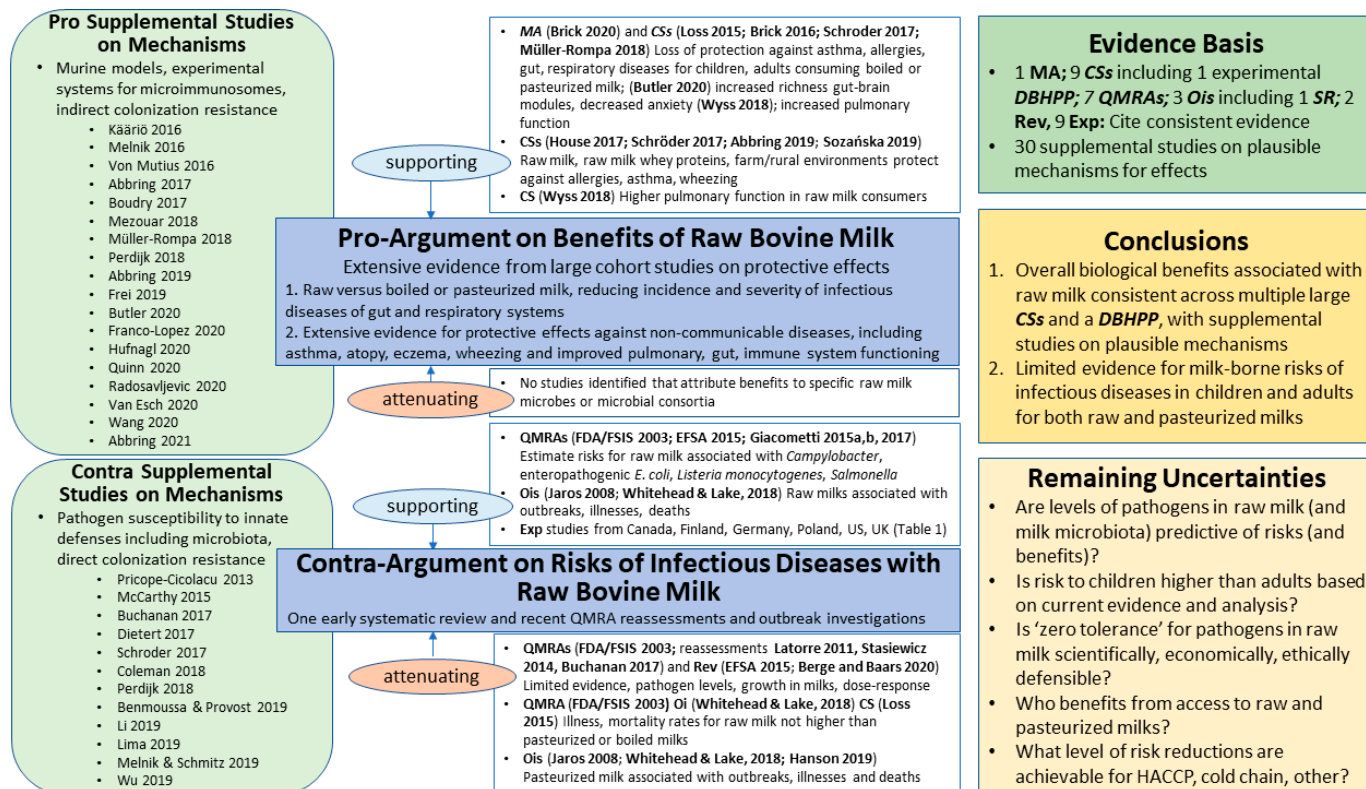 Pro Supplemental Studies
on Mechanisms
• Murine models, experimental
systems for microimmunosomes,
indirect colonization resistance
• Kääriö 2016
• Melnik 2016
• Von Mutius 2016
• Abbring 2017
• Boudry 2017
• Mezouar 2018
• Müller-Rompa 2018
• Perdijk 2018
• Abbring 2019
• Frei 2019
• Butler 2020
• Franco-Lopez 2020
• Hufnagl 2020
• Quinn 2020
• Radosavljevic 2020
• Van Esch 2020
• Wang 2020
• Abbring 2021
Contra Supplemental
Studies on Mechanisms
• Pathogen susceptibility to innate
defenses including microbiota,
direct colonization resistance
• Pricope-Cicolacu 2013
• McCarthy 2015
• Buchanan 2017
• Dietert 2017
• Schroder 2017
• Coleman 2018
• Perdijk 2018
• Benmoussa & Provost 2019
• Li 2019
• Lima 2019
• Melnik & Schmitz 2019
• Wu 2019
• MA (Brick 2020) and CSs (Loss 2015; Brick 2016; Schroder 2017;
Müller-Rompa 2018) Loss of protection against asthma, allergies,
gut, respiratory diseases for children, adults consuming boiled or
pasteurized milk; (Butler 2020) increased richness gut-brain
modules, decreased anxiety (Wyss 2018); increased pulmonary
function
• CSs (House 2017; Schröder 2017; Abbring 2019; Sozańska 2019)
Raw milk, raw milk whey proteins, farm/rural environments protect
against allergies, asthma, wheezing
• CS (Wyss 2018) Higher pulmonary function in raw milk consumers
supporting
Pro-Argument on Benefits of Raw Bovine Milk
Extensive evidence from large cohort studies on protective effects
1. Raw versus boiled or pasteurized milk, reducing incidence and severity of infectious
diseases of gut and respiratory systems
2. Extensive evidence for protective effects against non-communicable diseases, including
asthma, atopy, eczema, wheezing and improved pulmonary, gut, immune system functioning
attenuating
• No studies identified that attribute benefits to specific raw milk
microbes or microbial consortia
• QMRAs (FDA/FSIS 2003; EFSA 2015; Giacometti 2015a,b, 2017)
Estimate risks for raw milk associated with Campylobacter,
enteropathogenic E. coli, Listeria monocytogenes, Salmonella
• Ois (Jaros 2008; Whitehead & Lake, 2018) Raw milks associated with
outbreaks, illnesses, deaths
• Exp studies from Canada, Finland, Germany, Poland, US, UK (Table 1)
supporting
Contra-Argument on Risks of Infectious Diseases with
Raw Bovine Milk
One early systematic review and recent QMRA reassessments and outbreak investigations
attenuating
• QMRAs (FDA/FSIS 2003; reassessments Latorre 2011, Stasiewicz
2014, Buchanan 2017) and Rev (EFSA 2015; Berge and Baars 2020)
Limited evidence, pathogen levels, growth in milks, dose-response
• QMRA (FDA/FSIS 2003) Oi (Whitehead & Lake, 2018) CS (Loss
2015) Illness, mortality rates for raw milk not higher than
pasteurized or boiled milks
• Ois (Jaros 2008; Whitehead & Lake, 2018; Hanson 2019)
Pasteurized milk associated with outbreaks, illnesses and deaths
Evidence Basis
• 1 MA; 9 CSs including 1 experimental
DBHPP; 7 QMRAs; 3 Ois including 1 SR; 2
Rev, 9 Exp: Cite consistent evidence
• 30 supplemental studies on plausible
mechanisms for effects
Conclusions
1. Overall biological benefits associated with
raw milk consistent across multiple large
CSs and a DBHPP, with supplemental
studies on plausible mechanisms
2. Limited evidence for milk-borne risks of
infectious diseases in children and adults
for both raw and pasteurized milks
Remaining Uncertainties
• Are levels of pathogens in raw milk (and
milk microbiota) predictive of risks (and
benefits)?
• Is risk to children higher than adults based
on current evidence and analysis?
• Is ‘zero tolerance’ for pathogens in raw
milk scientifically, economically, ethically
defensible?
• Who benefits from access to raw and
pasteurized milks?
• What level of risk reductions are
achievable for HACCP, cold chain, other?